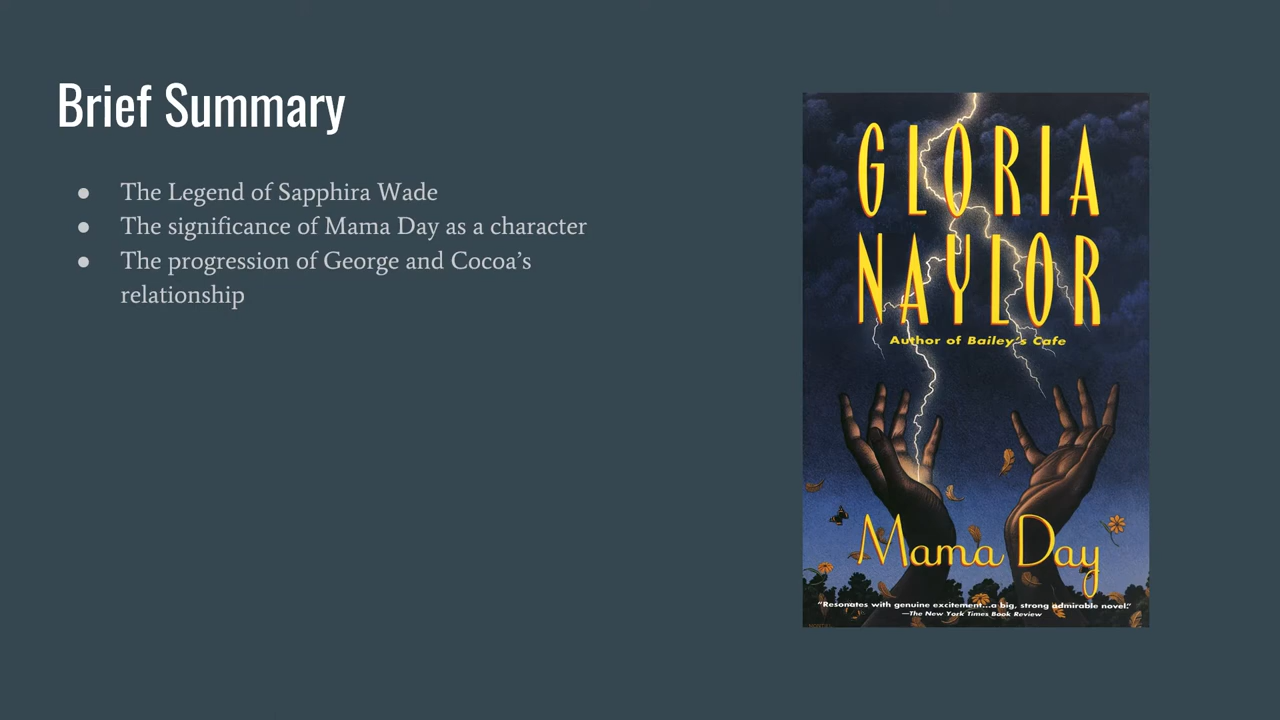 Brief Summary
● The Legend of Sapphira Wade
● The significance of Mama Day as a character
● The progression of George and Cocoa’s
relationship
GLORIA
NAYLOR
Author of Bailey's Cafe
Mama Day
“Resonates with genuine excitement...a big, strong admirable novel.”
—The New York Times Book Review